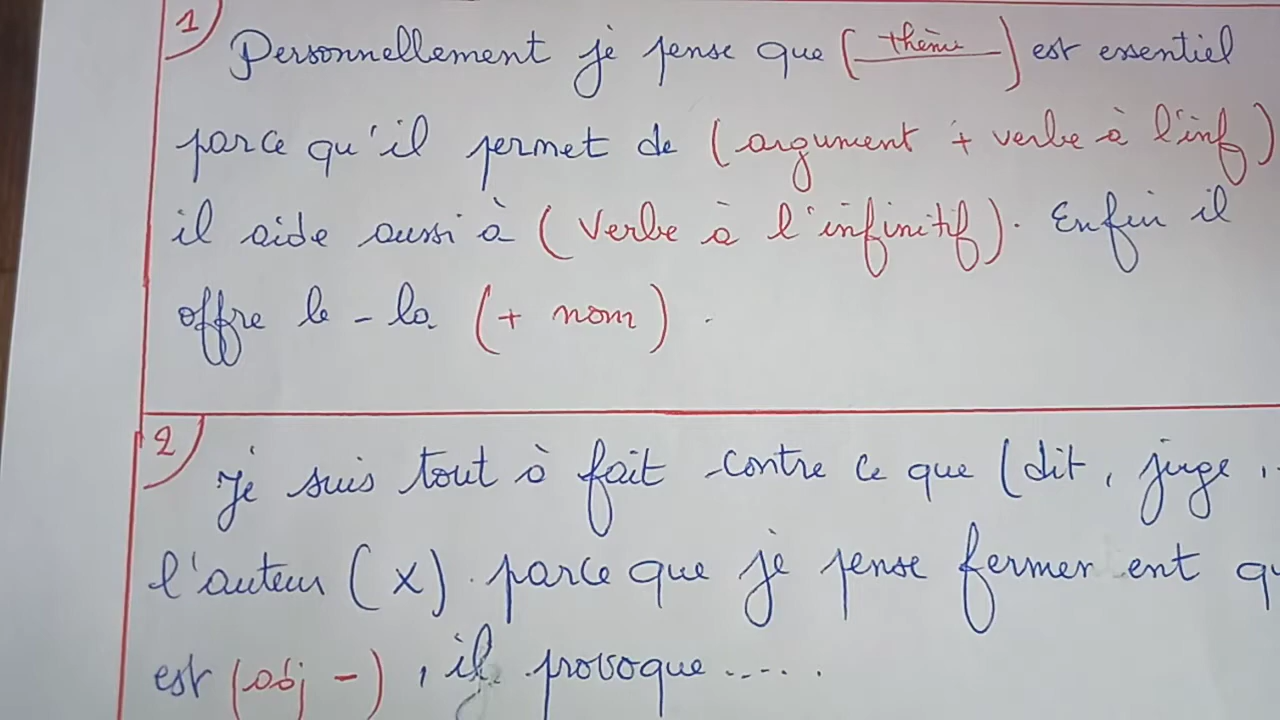 1
Personnellement je pense que (thème) est essentiel
parce qu'il permet de (argument + verbe à l'inf)
il aide aussi à (Verbe à l'infinitif). Enfin il
offre le - la (+ nom).
2
Je suis tout à fait contre ce que (dit, juge ..
l'auteur (x). parce que je pense fermement qu
est (obj -), il provoque .....